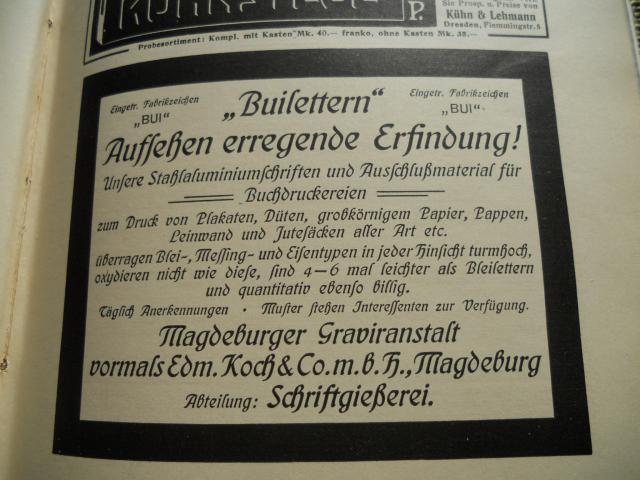 P.
Sie Prosp. u. Preise von
Kühn & Lehmann
Dresden, Flemmingstr. 5
Probesortiment: Kompl. mit Kasten Mk. 40.— franko, ohne Kasten Mk. 38.—
Eingetr. Fabrikzeichen „Builettern“ Eingetr. Fabrikzeichen
„BUI“ „BUI“
Aufsehen erregende Erfindung!
Unsere Stahlaluminiumschriften und Ausschlußmaterial für
Buchdruckereien
zum Druck von Plakaten, Düten, grobkörnigem Papier, Pappen,
Leinwand und Jutesäcken aller Art etc.
überragen Blei-, Messing- und Eisentypen in jeder Hinsicht turmhoch,
oxydieren nicht wie diese, sind 4—6 mal leichter als Bleilettern
und quantitativ ebenso billig.
Täglich Anerkennungen · Muster stehen Interessenten zur Verfügung.
Magdeburger Graviranstalt
vormals Edm. Koch & Co. m. b. H., Magdeburg
Abteilung: Schriftgießerei.